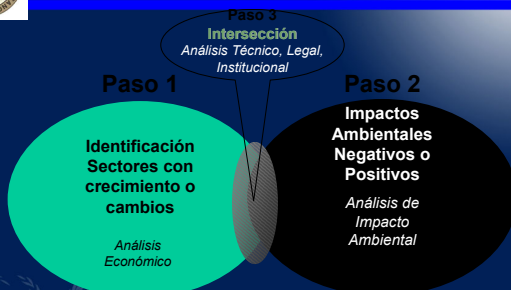 Paso 3
Intersección
Análisis Técnico, Legal,
Institucional
Paso 1
Paso 2
Identificación
Sectores con
crecimiento o
cambios
Análisis
Económico
Impactos
Ambientales
Negativos o
Positivos
Análisis de
Impacto
Ambiental